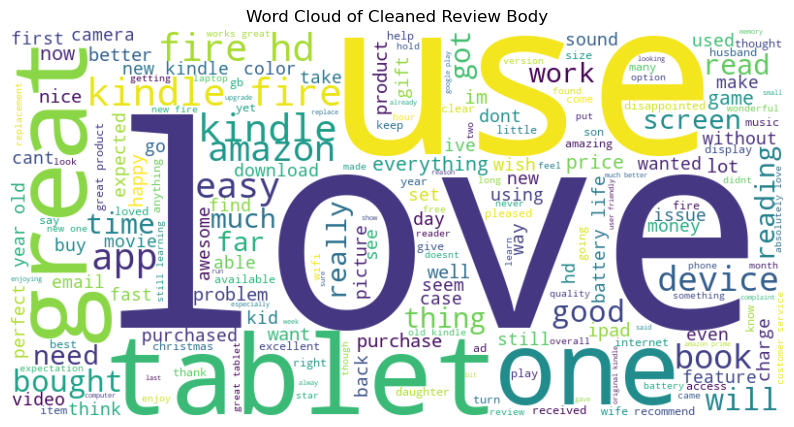 Word Cloud of Cleaned Review Body
first
camera
works great
fire hd
use
help
hold
google play
sound
version
looking
memory
used
thought
now
better
getting
laptop
new kindle
color
take
product
gift
got
size
husband
many
option
read
nice
kindle fire
gb
upgrade
im
work
found
come
disappointed
wonderful
make
replacement
great
new fire
yet
already
hour
clear
dont
son
put
game
small
expected
kindle
keep
two
little
amazing
screen
music
cant
look
go
amazon
ive
without
display
happy
everything
wish
price
wanted
lot
great product
anything
easy
download
made
feel
didnt
year old
say
loved
love
year
reason
long
new
much better
fire
time
much
find
really
set
using
never
free
pleased
day
way
issue
money
reading
absolutely love
new one
buy
movie
still learning
awesome
picture
see
show
reader
give
doesnt
learn
going
hd
battery life
user friendly
know
enjoying
email
app
far
able
available
wifi
sure
well
phone
month
perfect
fast
problem
run
especially
seem
case
quality
something
device
complaint
customer service
need
kid
week
old kindle
thing
good
said
purchased
still
ipad
even
best
christmas
want
though
back
purchase
overall
internet
book
amazon prime
charge
expectation
tablet
excellent
right
ad
one
original kindle
feature
bought
thank
great tablet
daughter
play
but
battery
access
will
video
computer
last
star
turn
gave
came
item
think
enjoy
alway
review
received
wife
recommend